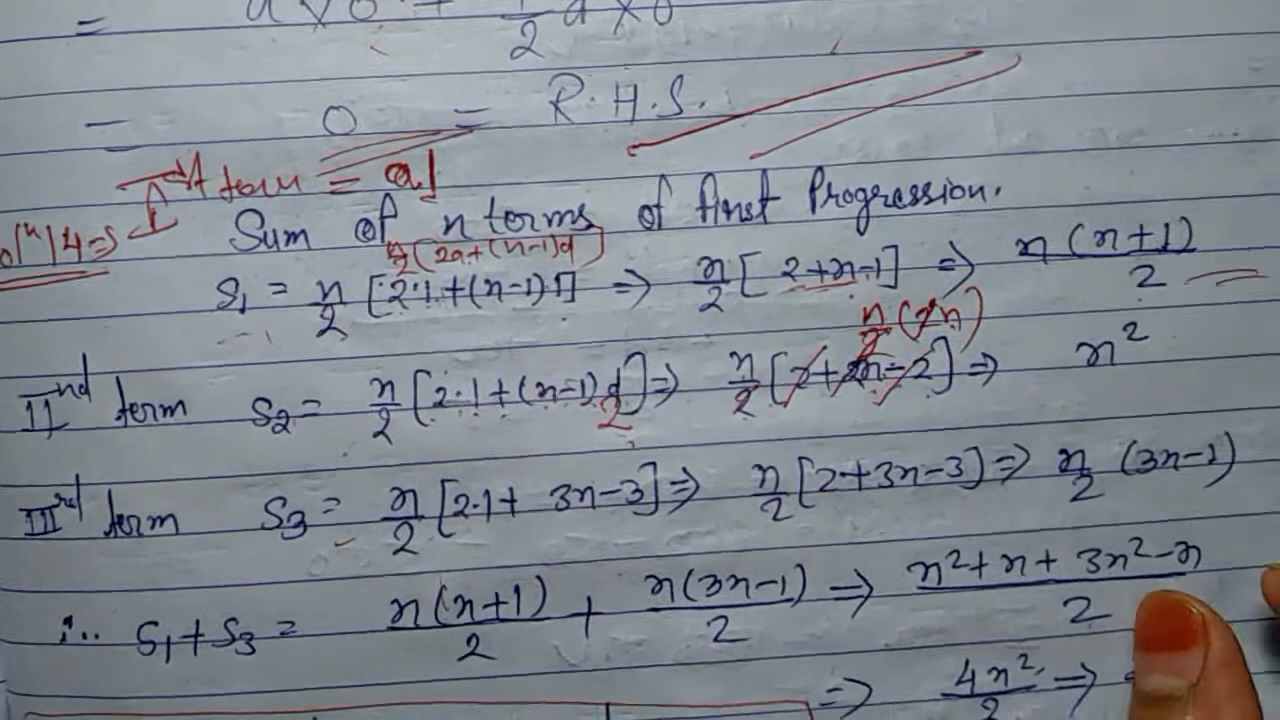 =
0 = R.H.S.
term = a
Sum of n terms of first Progression.
n/2 (2a+(n-1)d)
S₁ = n/2 [2·1+(n-1)·1] ⇒ n/2 [2+n-1] ⇒ n(n+1)/2
n/2 (2n)
IInd term S₂ = n/2 [2·1+(n-1)2] ⇒ n/2 [2+2n-2] ⇒ n²
IIIrd term S₃ = n/2 [2·1+ 3n-3] ⇒ n/2 [2+3n-3] ⇒ n/2 (3n-1)
∴ S₁+S₃ = n(n+1)/2 + n(3n-1)/2 ⇒ n²+n+3n²-n/2
⇒ 4n²/2 ⇒